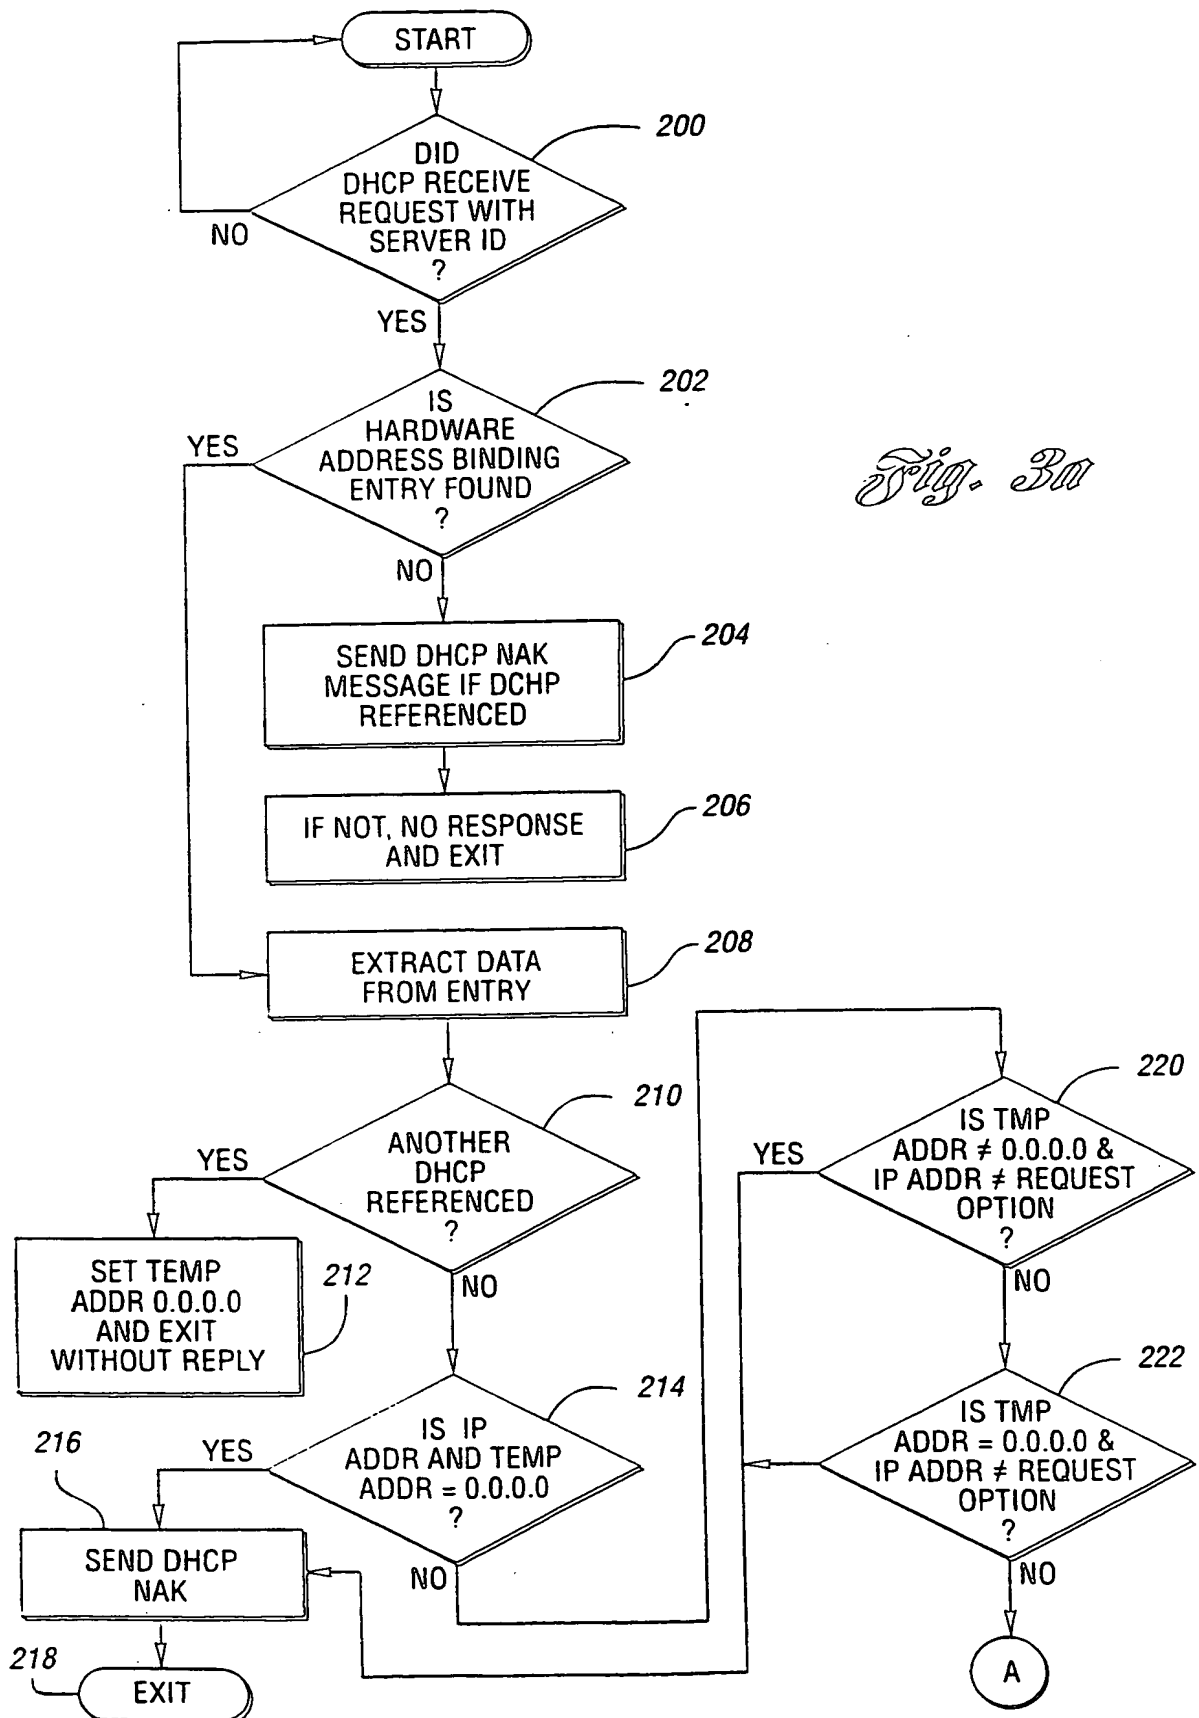 START
200
DID
DHCP RECEIVE
REQUEST WITH
SERVER ID
?
NO
YES
202
IS
HARDWARE
ADDRESS BINDING
ENTRY FOUND
?
YES
NO
Fig. 3a
204
SEND DHCP NAK
MESSAGE IF DCHP
REFERENCED
206
IF NOT, NO RESPONSE
AND EXIT
208
EXTRACT DATA
FROM ENTRY
210
ANOTHER
DHCP
REFERENCED
?
YES
NO
212
SET TEMP
ADDR 0.0.0.0
AND EXIT
WITHOUT REPLY
214
IS IP
ADDR AND TEMP
ADDR = 0.0.0.0
?
YES
NO
216
SEND DHCP
NAK
218
EXIT
220
IS TMP
ADDR ≠ 0.0.0.0 &
IP ADDR ≠ REQUEST
OPTION
?
YES
NO
222
IS TMP
ADDR = 0.0.0.0 &
IP ADDR ≠ REQUEST
OPTION
?
NO
A